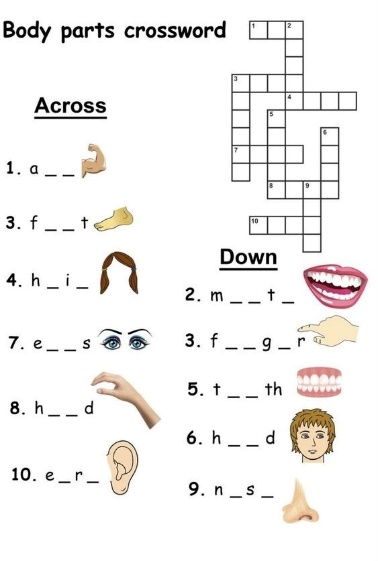 Body parts crossword
1 2
3
4
5
6
7
8 9
10
Across
1. a _ _
3. f _ _ t
4. h _ i _
7. e _ _ s
8. h _ _ d
10. e _ r _
Down
2. m _ _ t _
3. f _ _ g _ r
5. t _ _ th
6. h _ _ d
9. n _ s _